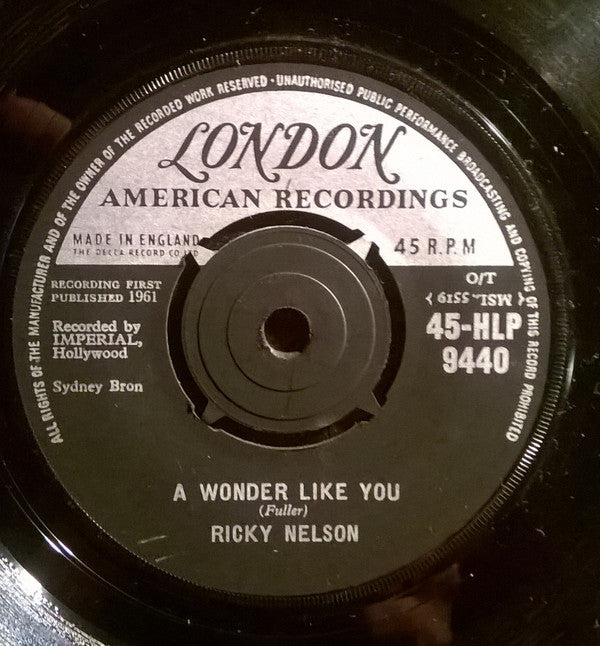 ALL RIGHTS OF THE MANUFACTURER AND OF THE OWNER OF THE RECORDED WORK RESERVED · UNAUTHORISED PUBLIC PERFORMANCE BROADCASTING AND COPYING OF THIS RECORD PROHIBITED
LONDON
AMERICAN RECORDINGS
MADE IN ENGLAND
THE DECCA RECORD CO LTD
45 R.P.M
RECORDING FIRST
PUBLISHED 1961
O/T
Recorded by
IMPERIAL,
Hollywood
45-HLP
9440
Sydney Bron
A WONDER LIKE YOU
(Fuller)
RICKY NELSON